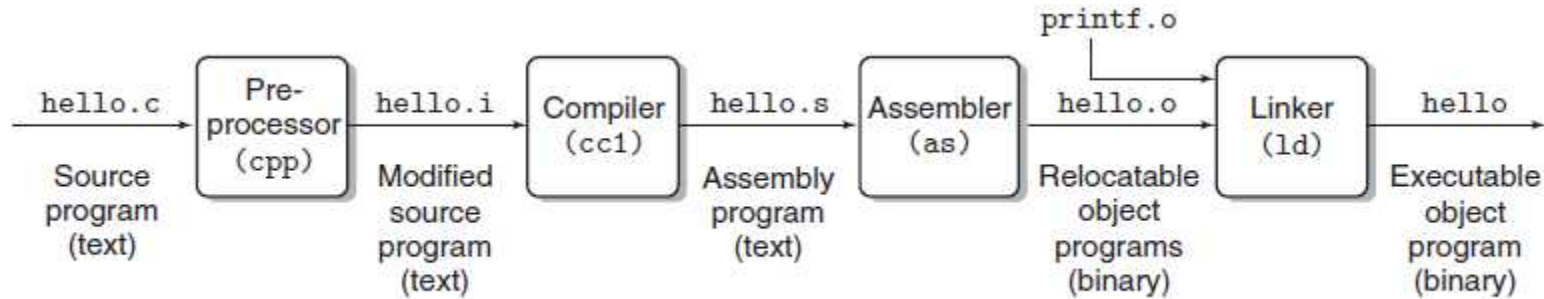 printf.o
hello.c
Pre-
processor
(cpp)
hello.i
Compiler
(cc1)
hello.s
Assembler
(as)
hello.o
Linker
(ld)
hello
Source
program
(text)
Modified
source
program
(text)
Assembly
program
(text)
Relocatable
object
programs
(binary)
Executable
object
program
(binary)